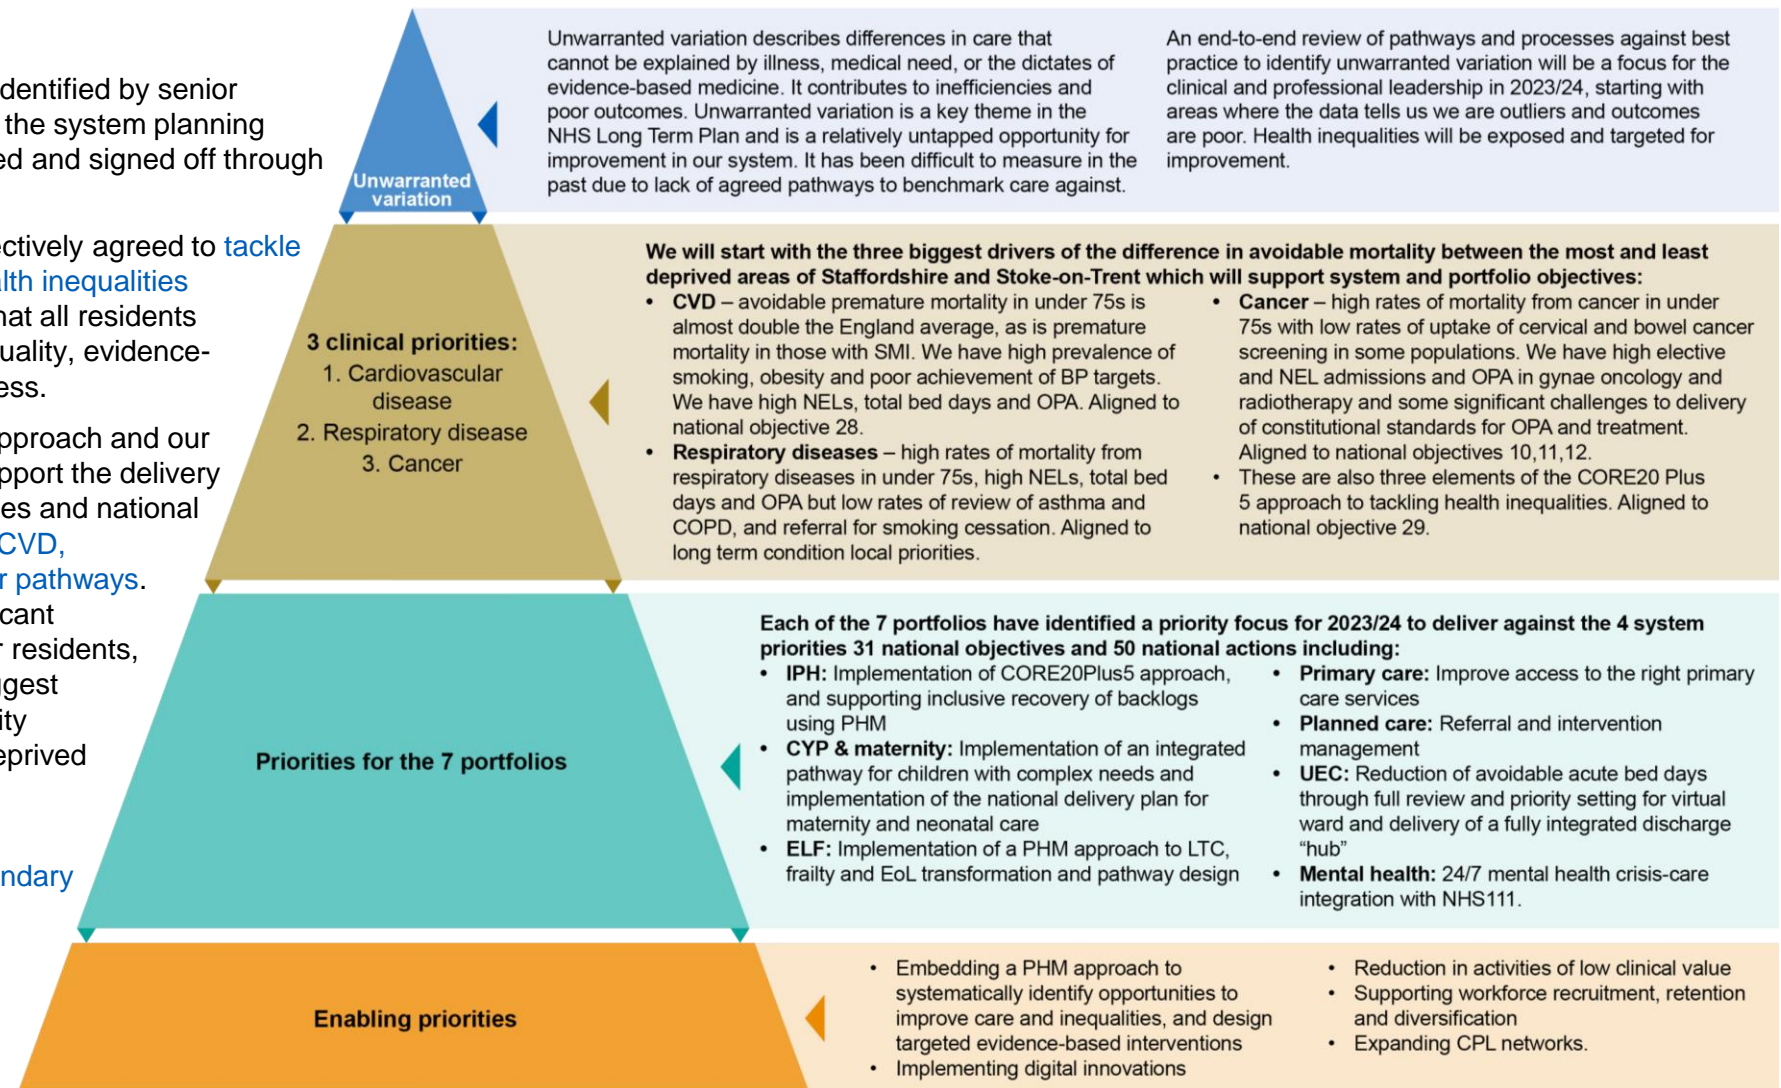 dentified by senior
the system planning
ed and signed off through
ectively agreed to tackle
lth inequalities
hat all residents
uality, evidence-
ess.
pproach and our
pport the delivery
es and national
CVD,
r pathways.
icant
r residents,
ggest
ity
eprived
ndary
Unwarranted
variation
Unwarranted variation describes differences in care that
cannot be explained by illness, medical need, or the dictates of
evidence-based medicine. It contributes to inefficiencies and
poor outcomes. Unwarranted variation is a key theme in the
NHS Long Term Plan and is a relatively untapped opportunity for
improvement in our system. It has been difficult to measure in the
past due to lack of agreed pathways to benchmark care against.
An end-to-end review of pathways and processes against best
practice to identify unwarranted variation will be a focus for the
clinical and professional leadership in 2023/24, starting with
areas where the data tells us we are outliers and outcomes
are poor. Health inequalities will be exposed and targeted for
improvement.
3 clinical priorities:
1. Cardiovascular
disease
2. Respiratory disease
3. Cancer
We will start with the three biggest drivers of the difference in avoidable mortality between the most and least
deprived areas of Staffordshire and Stoke-on-Trent which will support system and portfolio objectives:
• CVD – avoidable premature mortality in under 75s is
almost double the England average, as is premature
mortality in those with SMI. We have high prevalence of
smoking, obesity and poor achievement of BP targets.
We have high NELs, total bed days and OPA. Aligned to
national objective 28.
• Respiratory diseases – high rates of mortality from
respiratory diseases in under 75s, high NELs, total bed
days and OPA but low rates of review of asthma and
COPD, and referral for smoking cessation. Aligned to
long term condition local priorities.
• Cancer – high rates of mortality from cancer in under
75s with low rates of uptake of cervical and bowel cancer
screening in some populations. We have high elective
and NEL admissions and OPA in gynae oncology and
radiotherapy and some significant challenges to delivery
of constitutional standards for OPA and treatment.
Aligned to national objectives 10,11,12.
• These are also three elements of the CORE20 Plus
5 approach to tackling health inequalities. Aligned to
national objective 29.
Priorities for the 7 portfolios
Each of the 7 portfolios have identified a priority focus for 2023/24 to deliver against the 4 system
priorities 31 national objectives and 50 national actions including:
• IPH: Implementation of CORE20Plus5 approach,
and supporting inclusive recovery of backlogs
using PHM
• CYP & maternity: Implementation of an integrated
pathway for children with complex needs and
implementation of the national delivery plan for
maternity and neonatal care
• ELF: Implementation of a PHM approach to LTC,
frailty and EoL transformation and pathway design
• Primary care: Improve access to the right primary
care services
• Planned care: Referral and intervention
management
• UEC: Reduction of avoidable acute bed days
through full review and priority setting for virtual
ward and delivery of a fully integrated discharge
“hub”
• Mental health: 24/7 mental health crisis-care
integration with NHS111.
Enabling priorities
• Embedding a PHM approach to
systematically identify opportunities to
improve care and inequalities, and design
targeted evidence-based interventions
• Implementing digital innovations
• Reduction in activities of low clinical value
• Supporting workforce recruitment, retention
and diversification
• Expanding CPL networks.